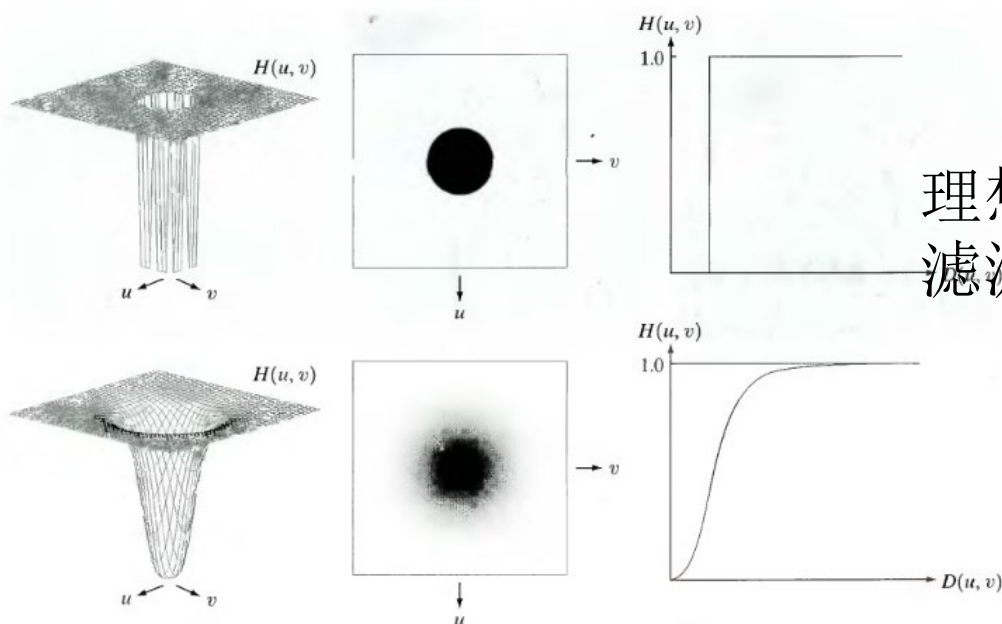 H(u, v)
H(u, v)
1.0
v
u
v
u
理想
滤波
D(u, v)
H(u, v)
H(u, v)
1.0
v
u
v
D(u, v)
u